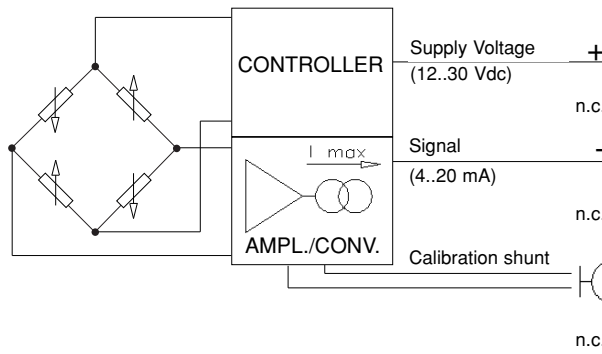 CONTROLLER
Supply Voltage
+
(12..30 Vdc)
n.c.
I max
Signal
-
(4..20 mA)
n.c.
AMPL./CONV.
Calibration shunt
n.c.